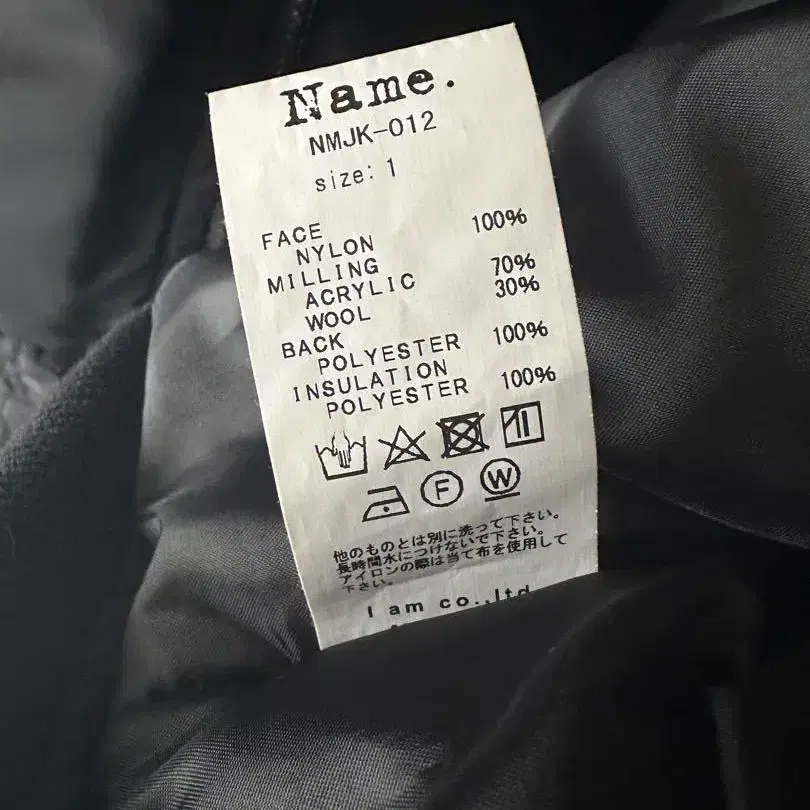 Name.
NMJK-012
size: 1
FACE
NYLON 100%
MILLING
ACRYLIC 70%
WOOL 30%
BACK
POLYESTER 100%
INSULATION
POLYESTER 100%
F W
他のものとは別に洗って下さい。
長時間水につけないで下さい。
アイロンの際は当て布を使用して
下さい。
I am co.,ltd